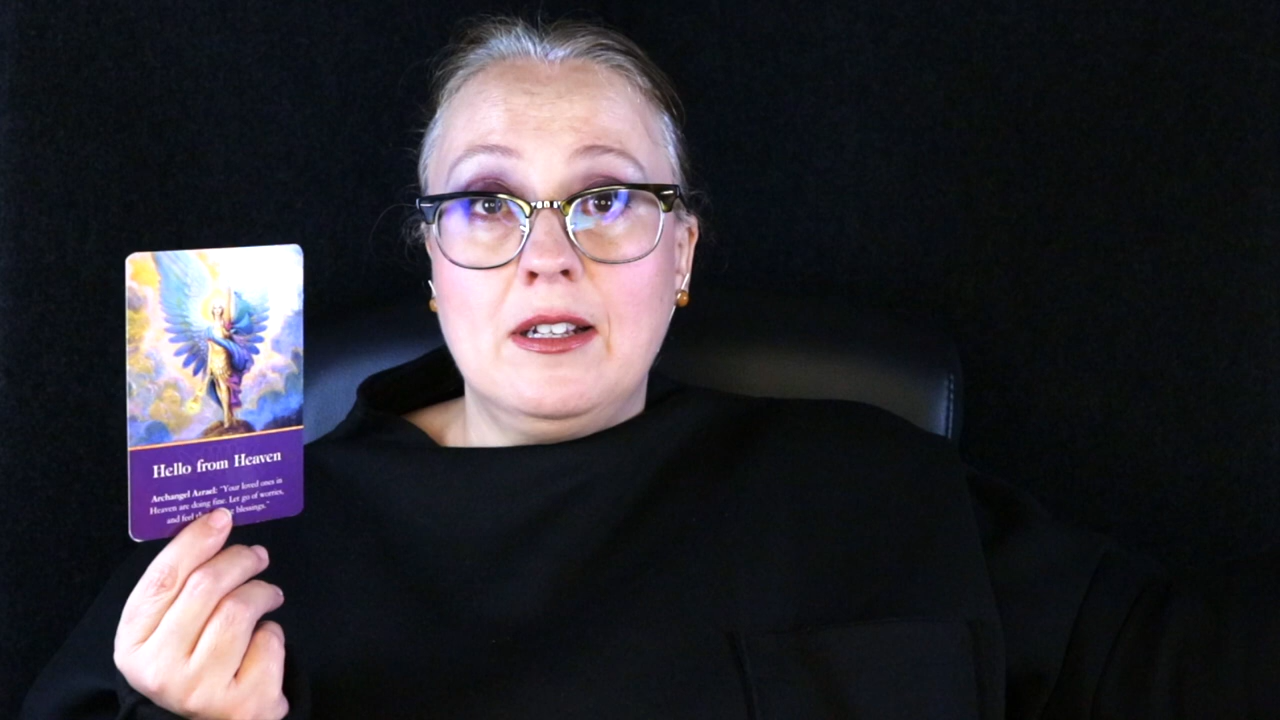 Hello from Heaven
Archangel Azrael: "Your loved ones in
Heaven are doing fine. Let go of worries,
and feel blessings."